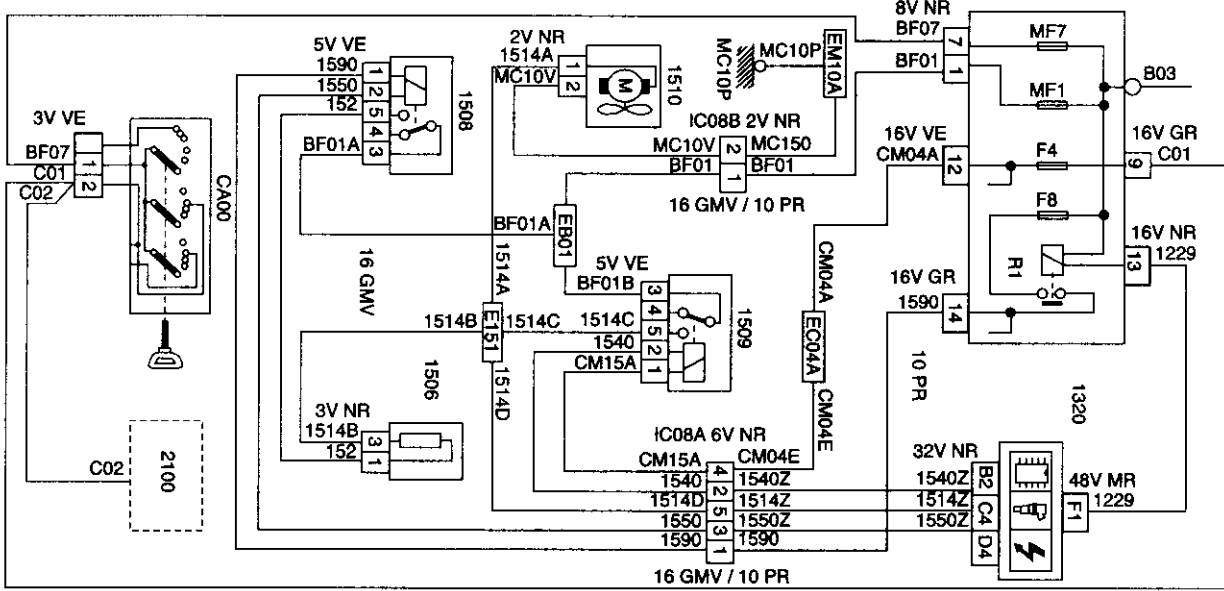 8V NR
BF07
7
MF7
BF01
1
MF1
B03
16V VE
CM04A
12
F4
16V GR
9
C01
F8
R1
16V NR
13
1229
16V GR
1590
14
10 PR
5V VE
1590
1
1550
2
152
5
4
BF01A
3
1508
2V NR
1514A
1
MC10V
2
M
1510
MC10P
MC10P
EM10A
IC08B 2V NR
MC10V
2
MC150
BF01
1
BF01
16 GMV / 10 PR
3V VE
BF07
1
C01
2
C02
CA00
BF01A
EB01
16 GMV
1514A
5V VE
BF01B
3
4
1514C
5
1540
2
CM15A
1
1509
CM04A
EC04A
CM04E
1514B
E151
1514C
1514D
1506
3V NR
1514B
3
152
1
C02
2100
IC08A 6V NR
CM15A
4
CM04E
1540
2
1540Z
1514D
5
1514Z
1550
3
1550Z
1590
1
1590
16 GMV / 10 PR
1320
32V NR
1540Z
B2
1514Z
C4
1550Z
D4
48V MR
F1
1229